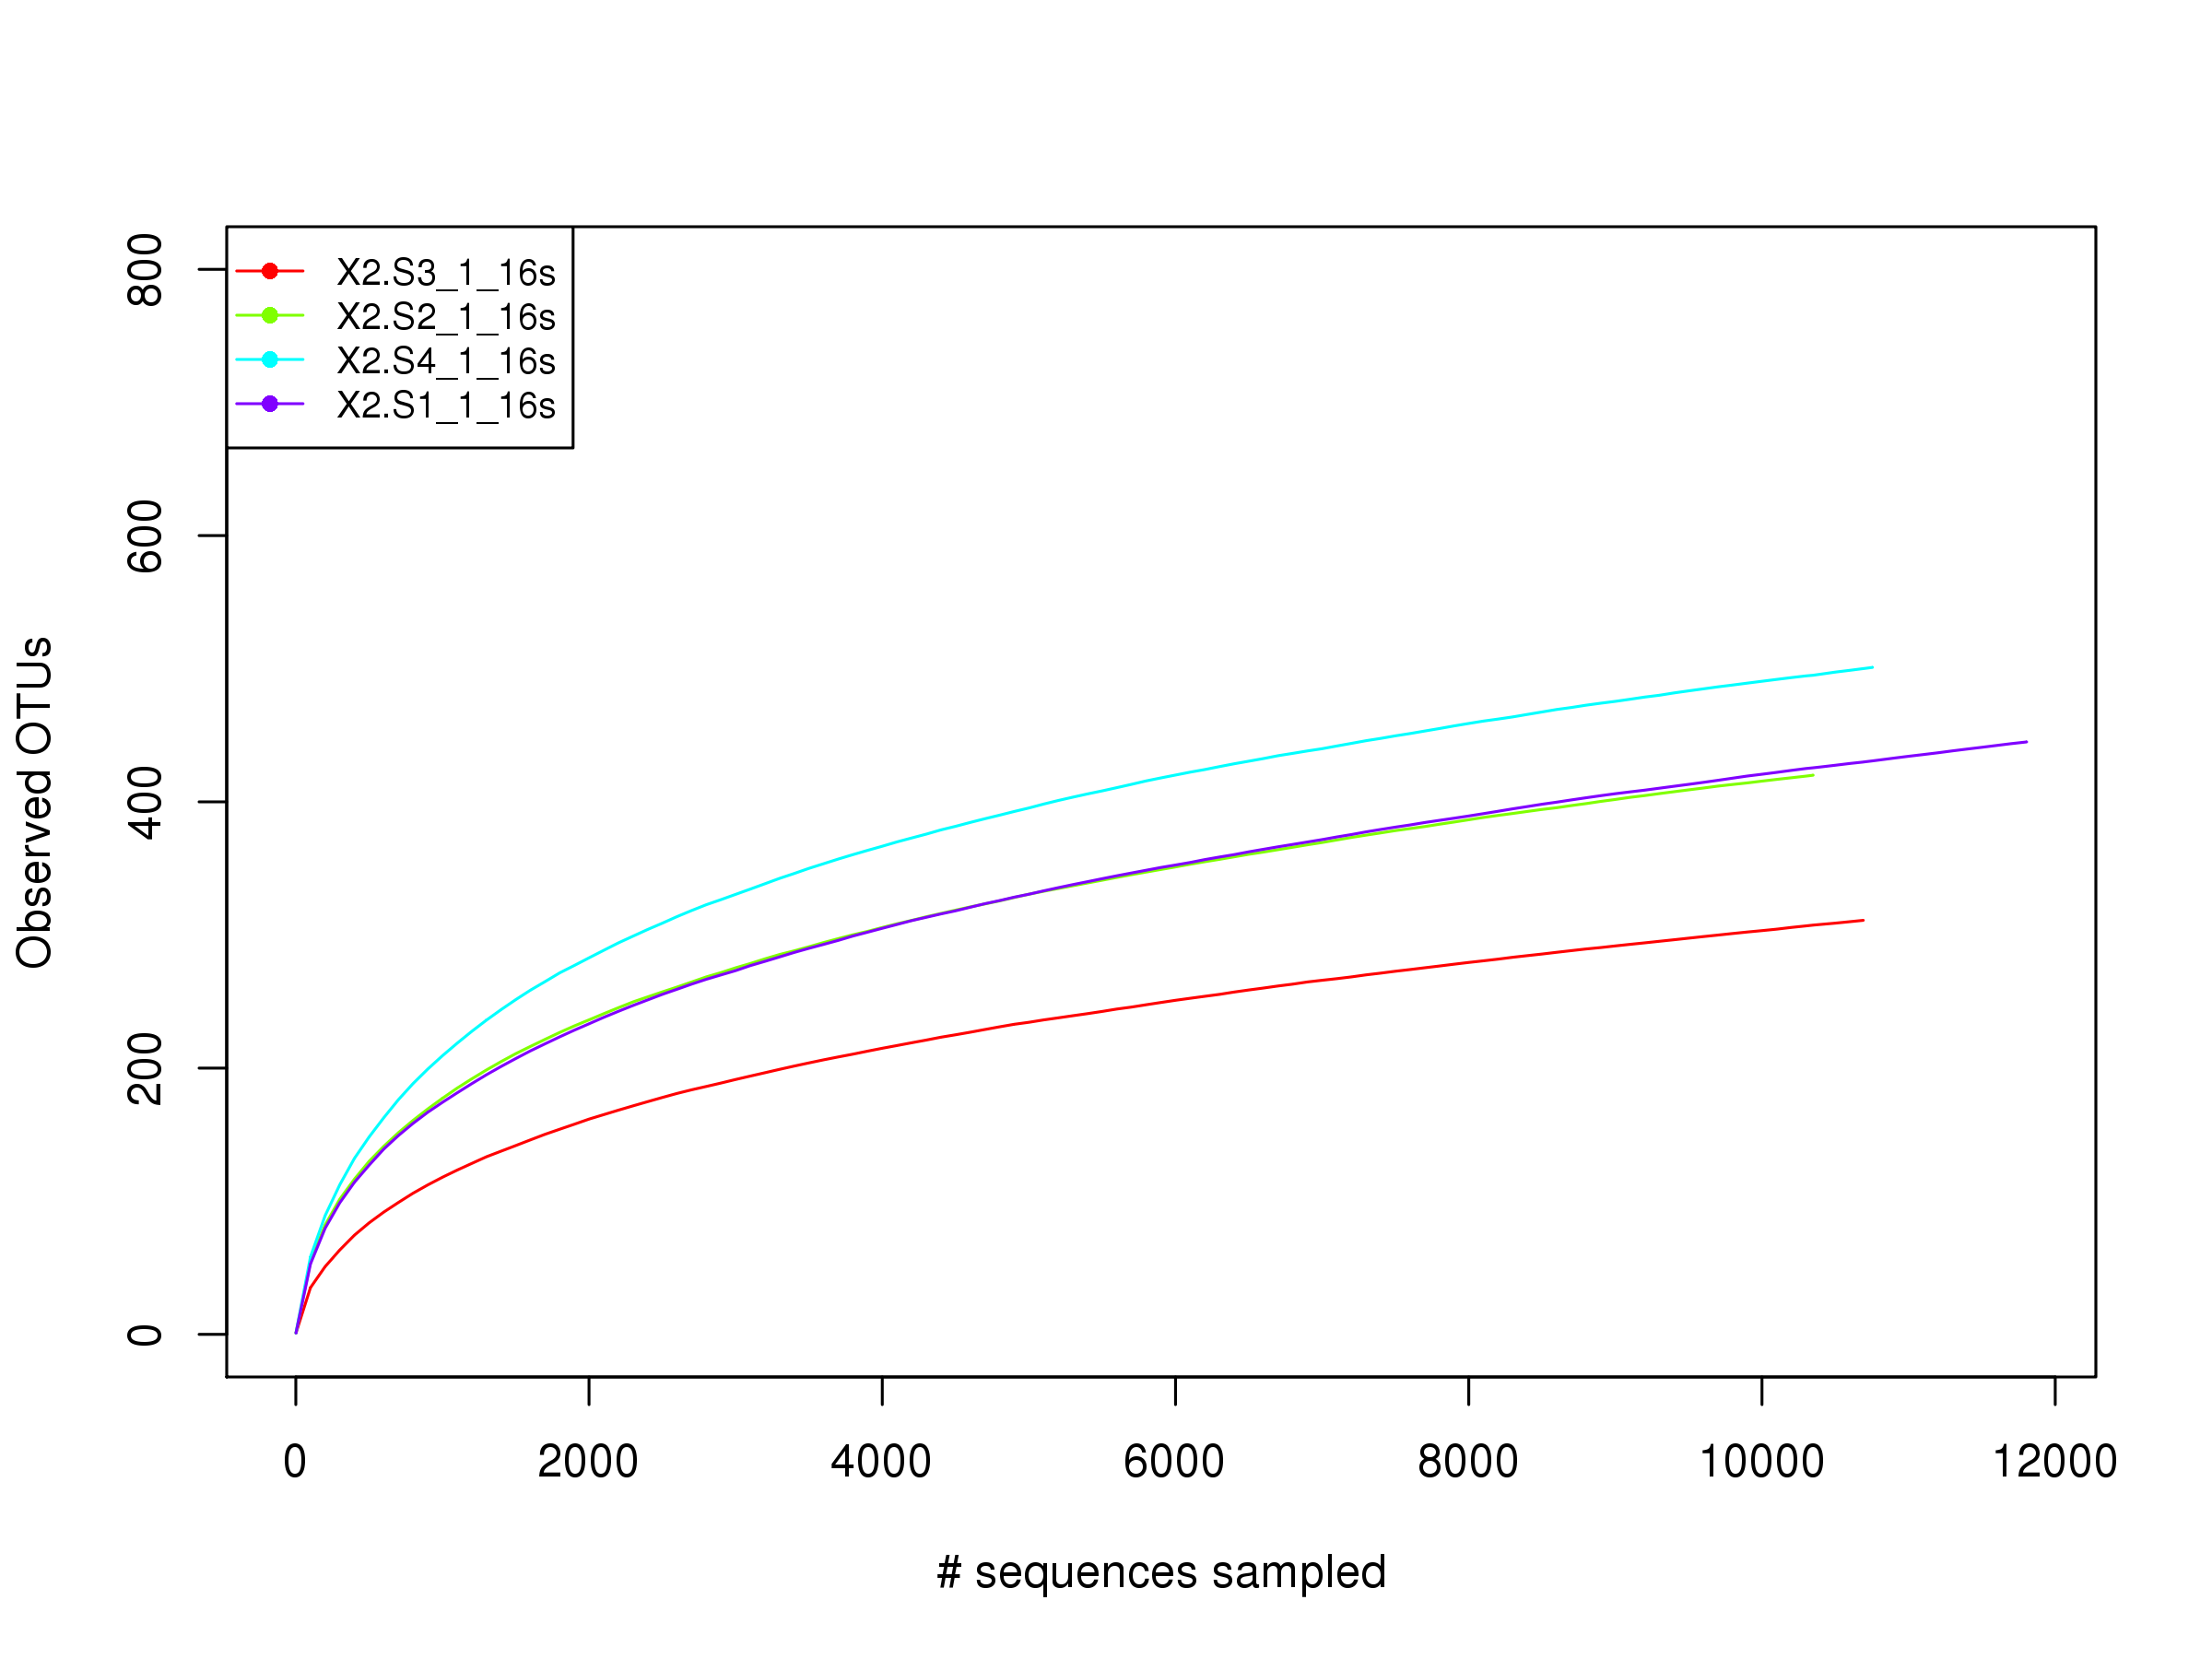 X2.S3_1_16s
X2.S2_1_16s
X2.S4_1_16s
X2.S1_1_16s
Observed OTUs
800
600
400
200
0
0 2000 4000 6000 8000 10000 12000
# sequences sampled